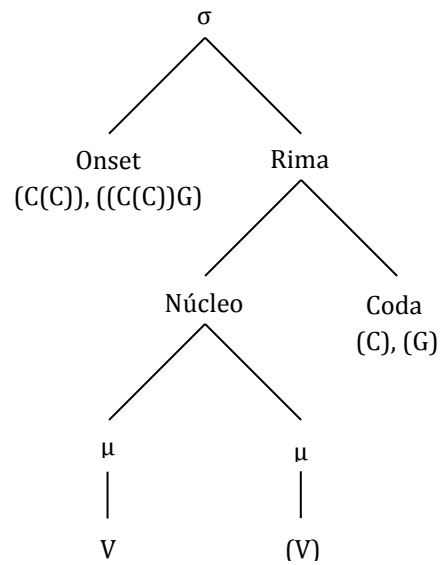 σ
Onset Rima
(C(C)), ((C(C))G)
Núcleo Coda
(C), (G)
μ μ
V (V)